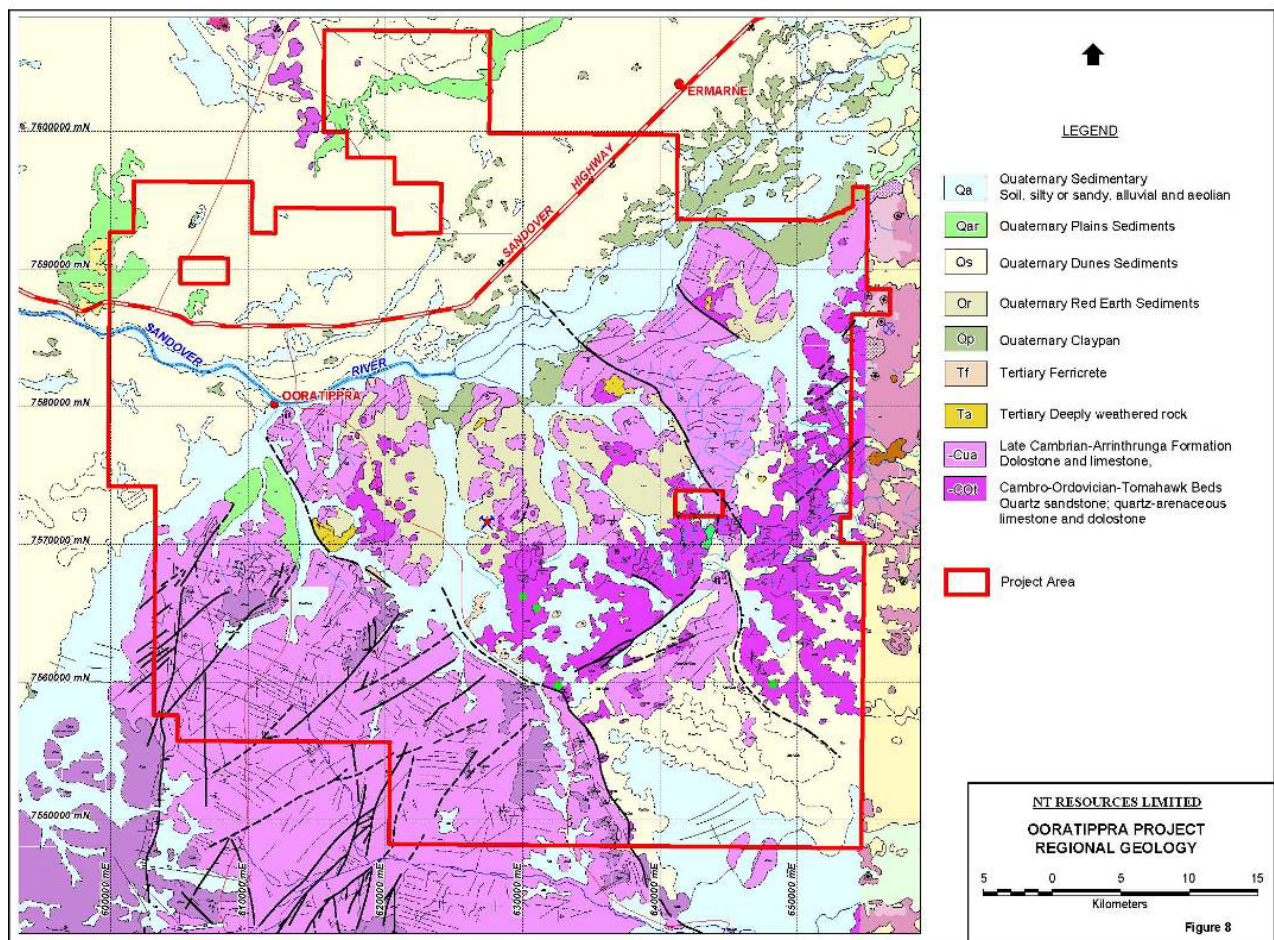 7600000 mN
ERMARNE
HIGHWAY
SANDOVER
7590000 mN
SANDOVER
RIVER
7580000 mN
OORATIPPRA
7570000 mN
7560000 mN
7560000 mN
600000 mE
610000 mE
620000 mE
630000 mE
640000 mE
650000 mE
LEGEND
Qa
Quaternary Sedimentary
Soil, silty or sandy, alluvial and aeolian
Qar
Quaternary Plains Sediments
Qs
Quaternary Dunes Sediments
Qr
Quaternary Red Earth Sediments
Qp
Quaternary Claypan
Tf
Tertiary Ferricrete
Ta
Tertiary Deeply weathered rock
-Cua
Late Cambrian-Arrinthrunga Formation
Dolostone and limestone,
-COt
Cambro-Ordovician-Tomahawk Beds
Quartz sandstone; quartz-arenaceous
limestone and dolostone
Project Area
NT RESOURCES LIMITED
OORATIPPRA PROJECT
REGIONAL GEOLOGY
5 0 5 10 15
Kilometers
Figure 8